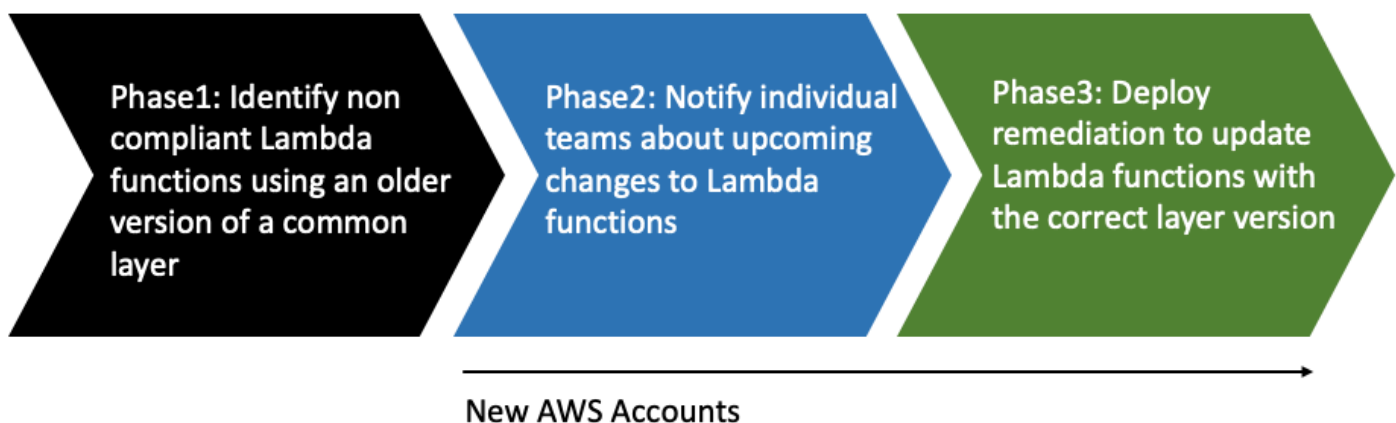 Phase1: Identify non
compliant Lambda
functions using an older
version of a common
layer
Phase2: Notify individual
teams about upcoming
changes to Lambda
functions
Phase3: Deploy
remediation to update
Lambda functions with
the correct layer version
New AWS Accounts